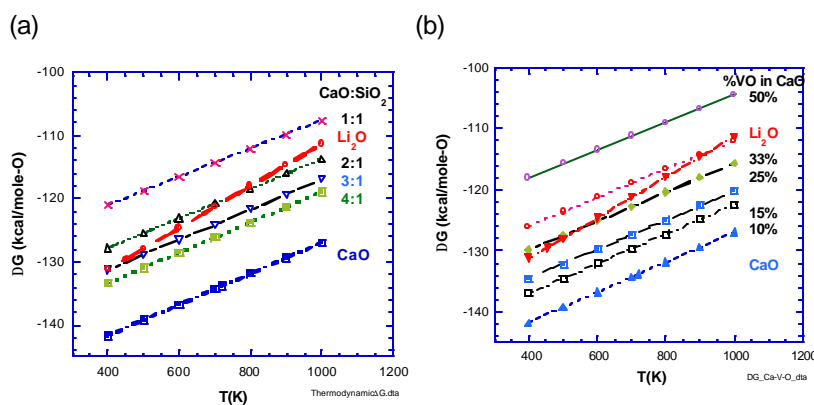 (a)
(b)
-100
-110
-120
-130
-140
200
400
600
800
1000
1200
DG (kcal/mole-O)
T(K)
CaO:SiO2
1:1
Li2O
2:1
3:1
4:1
CaO
ThermodynamicΔG.dta
-100
-110
-120
-130
-140
400
600
800
1000
1200
DG (kcal/mole-O)
T(K)
%VO in CaO
50%
Li2O
33%
25%
15%
10%
CaO
DG_Ca-V-O_dta